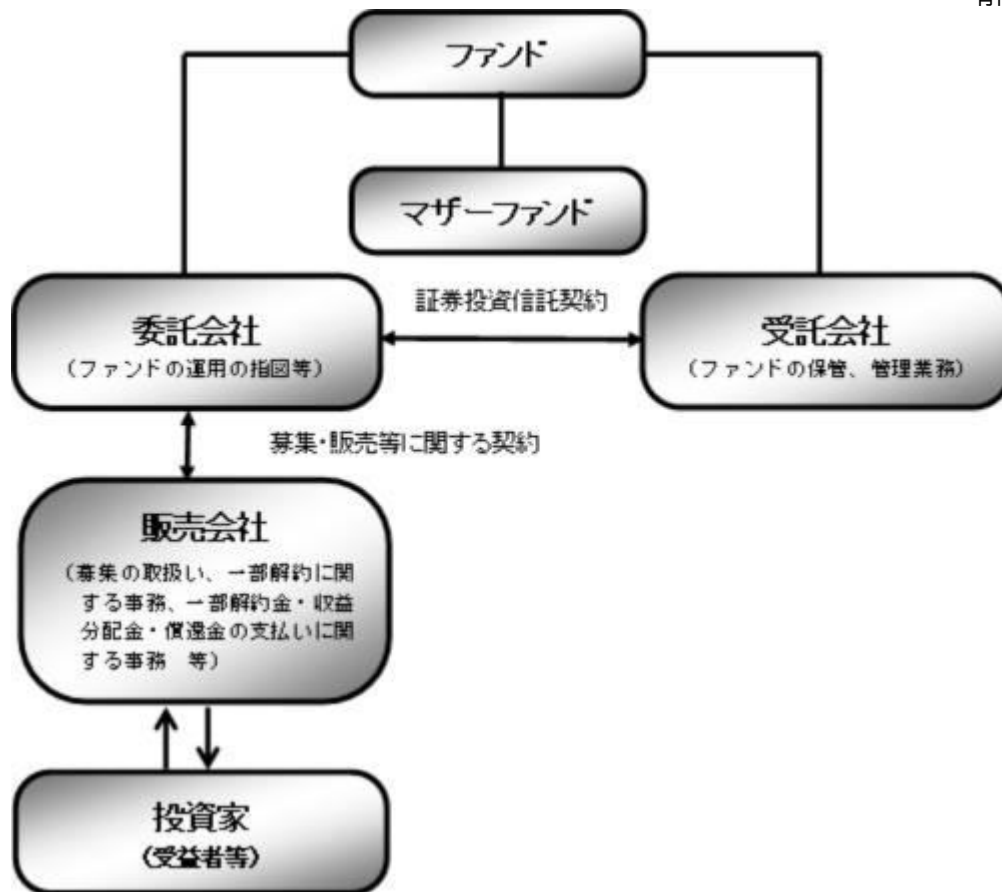 ファンド
マザーファンド
委託会社
(ファンドの運用の指図等)
証券投資信託契約
受託会社
(ファンドの保管、管理業務)
募集・販売等に関する契約
販売会社
(募集の取扱い、一部解約に関
する事務、一部解約金・収益
分配金・償還金の支払いに関
する事務 等)
投資家
(受益者等)